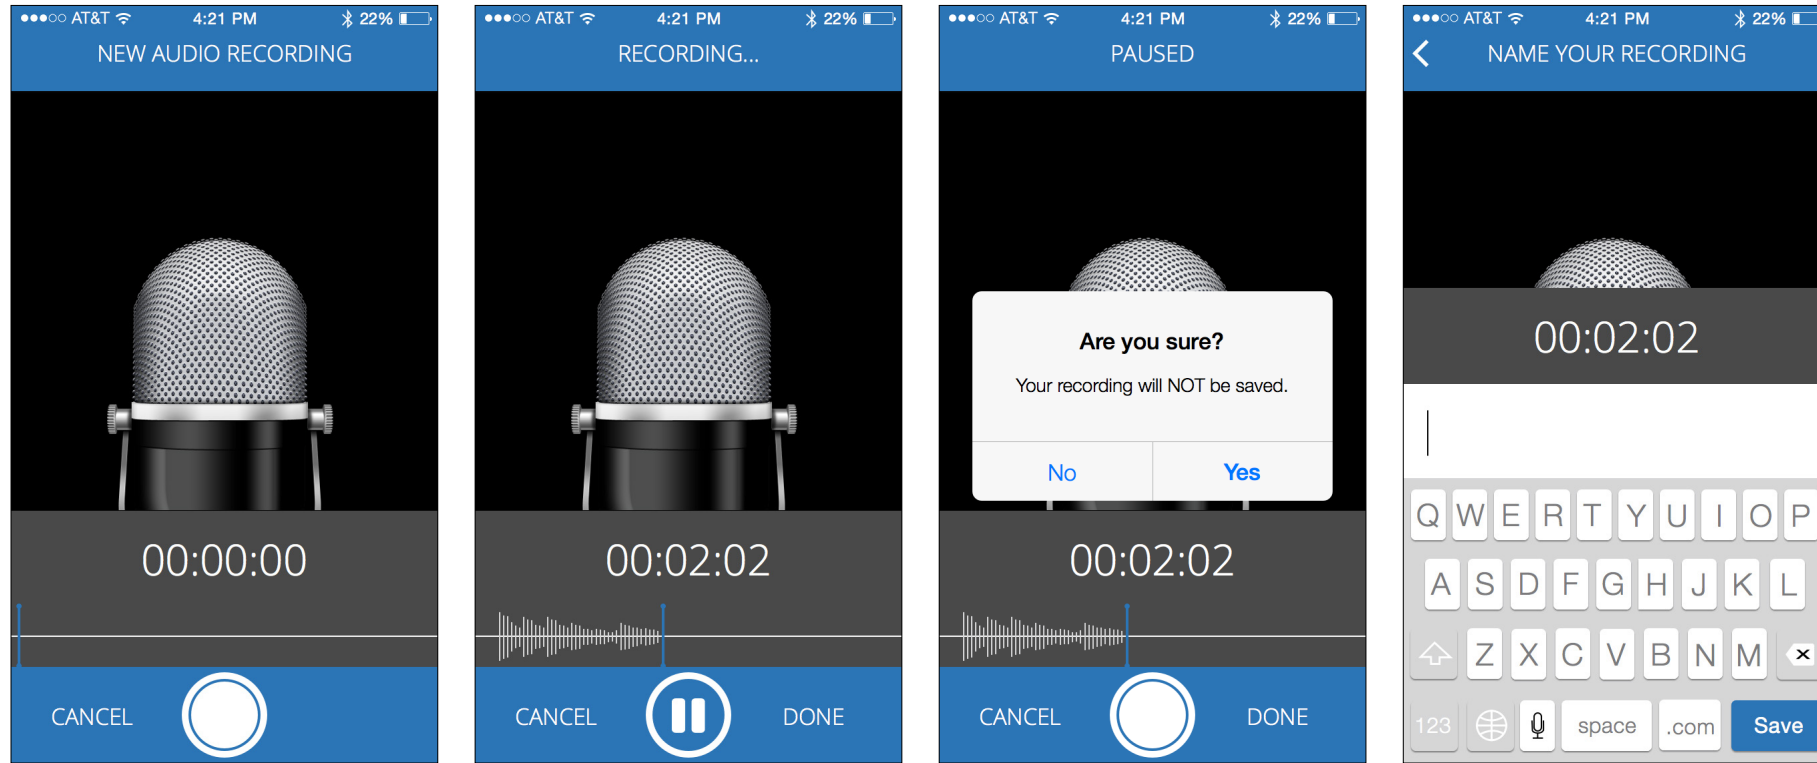 AT&T 4:21 PM 22%
NEW AUDIO RECORDING
00:00:00
CANCEL
AT&T 4:21 PM 22%
RECORDING...
00:02:02
CANCEL DONE
AT&T 4:21 PM 22%
PAUSED
Are you sure?
Your recording will NOT be saved.
No Yes
00:02:02
CANCEL DONE
AT&T 4:21 PM 22%
NAME YOUR RECORDING
00:02:02
Q W E R T Y U I O P
A S D F G H J K L
Z X C V B N M
123 space .com Save